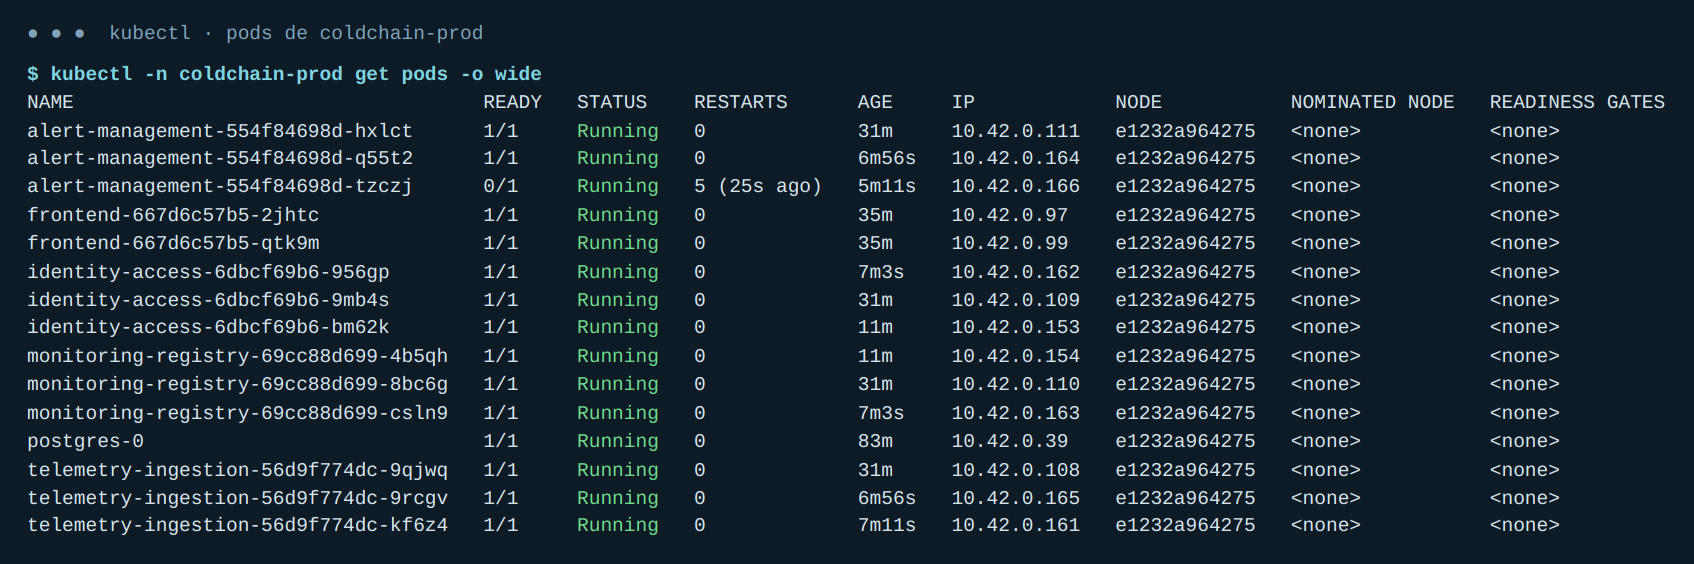 ● ● ● kubectl · pods de coldchain-prod
$ kubectl -n coldchain-prod get pods -o wide
NAME READY STATUS RESTARTS AGE IP NODE NOMINATED NODE READINESS GATES
alert-management-554f84698d-hxlct 1/1 Running 0 31m 10.42.0.111 e1232a964275 <none> <none>
alert-management-554f84698d-q55t2 1/1 Running 0 6m56s 10.42.0.164 e1232a964275 <none> <none>
alert-management-554f84698d-tzczj 0/1 Running 5 (25s ago) 5m11s 10.42.0.166 e1232a964275 <none> <none>
frontend-667d6c57b5-2jhtc 1/1 Running 0 35m 10.42.0.97 e1232a964275 <none> <none>
frontend-667d6c57b5-qtk9m 1/1 Running 0 35m 10.42.0.99 e1232a964275 <none> <none>
identity-access-6dbcf69b6-956gp 1/1 Running 0 7m3s 10.42.0.162 e1232a964275 <none> <none>
identity-access-6dbcf69b6-9mb4s 1/1 Running 0 31m 10.42.0.109 e1232a964275 <none> <none>
identity-access-6dbcf69b6-bm62k 1/1 Running 0 11m 10.42.0.153 e1232a964275 <none> <none>
monitoring-registry-69cc88d699-4b5qh 1/1 Running 0 11m 10.42.0.154 e1232a964275 <none> <none>
monitoring-registry-69cc88d699-8bc6g 1/1 Running 0 31m 10.42.0.110 e1232a964275 <none> <none>
monitoring-registry-69cc88d699-csln9 1/1 Running 0 7m3s 10.42.0.163 e1232a964275 <none> <none>
postgres-0 1/1 Running 0 83m 10.42.0.39 e1232a964275 <none> <none>
telemetry-ingestion-56d9f774dc-9qjwq 1/1 Running 0 31m 10.42.0.108 e1232a964275 <none> <none>
telemetry-ingestion-56d9f774dc-9rcgv 1/1 Running 0 6m56s 10.42.0.165 e1232a964275 <none> <none>
telemetry-ingestion-56d9f774dc-kf6z4 1/1 Running 0 7m11s 10.42.0.161 e1232a964275 <none> <none>